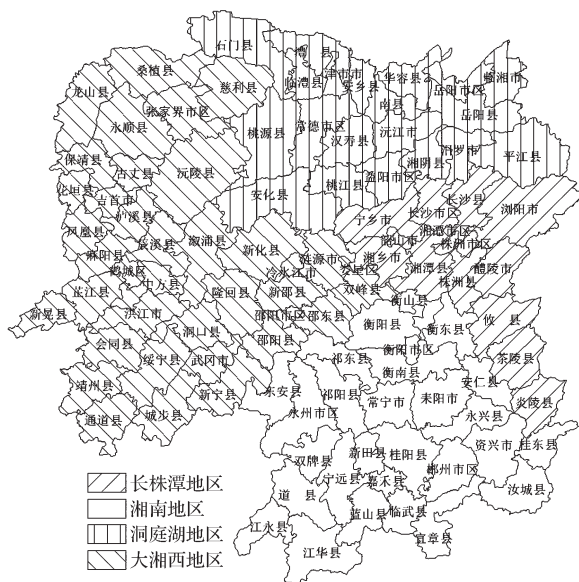 石门县
澧 县
桑植县
津市市
临澧县
安乡县
华容县
临湘市
龙山县
慈利县
岳阳市区
张家界市区
南县
岳阳县
永顺县
桃源县
常德市区
沅江市
汉寿县
汨罗市
保靖县
古丈县
沅陵县
湘阴县
平江县
花垣县
益阳市区
吉首市
安化县
桃江县
长沙县
泸溪县
宁乡市
长沙市区
浏阳市
凤凰县
辰溪县
溆浦县
新化县
湘潭市区
韶山市
株洲市区
麻阳县
涟源市
湘乡市
鹤城区
冷水江市
娄星区
湘潭县
醴陵市
芷江县
中方县
隆回县
新邵县
双峰县
株洲县
新晃县
洪江市
邵阳市区
邵东县
衡山县
衡阳县
衡东县
攸 县
会同县
洞口县
邵阳县
绥宁县
武冈市
祁东县
衡阳市区
茶陵县
衡南县
靖州县
新宁县
东安县
祁阳县
常宁市
耒阳市
安仁县
炎陵县
通道县
城步县
永州市区
永兴县
资兴市
桂东县
双牌县
新田县
桂阳县
郴州市区
宁远县
嘉禾县
汝城县
道 县
蓝山县
临武县
江永县
宜章县
江华县
长株潭地区
湘南地区
洞庭湖地区
大湘西地区